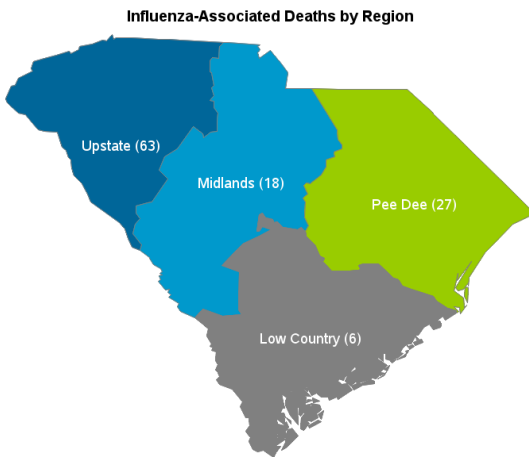 Influenza-Associated Deaths by Region
Upstate (63)
Midlands (18)
Pee Dee (27)
Low Country (6)